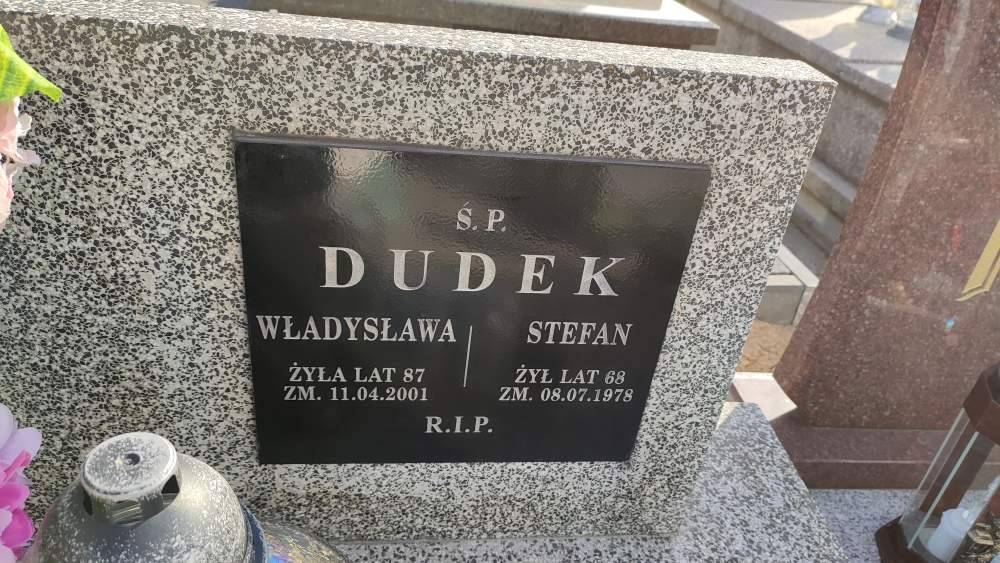 Ś. P.
DUDEK
WŁADYSŁAWA
ŻYŁA LAT 87
ZM. 11.04.2001
STEFAN
ŻYŁ LAT 68
ZM. 08.07.1978
R.I.P.